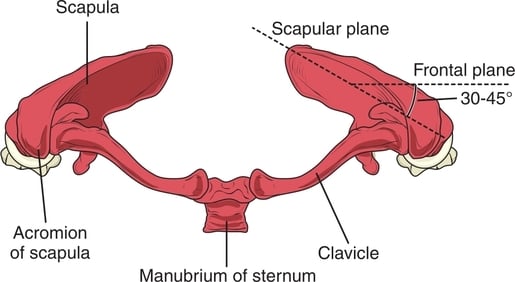 Scapula
Scapular plane
Frontal plane
30-45°
Acromion
of scapula
Manubrium of sternum
Clavicle